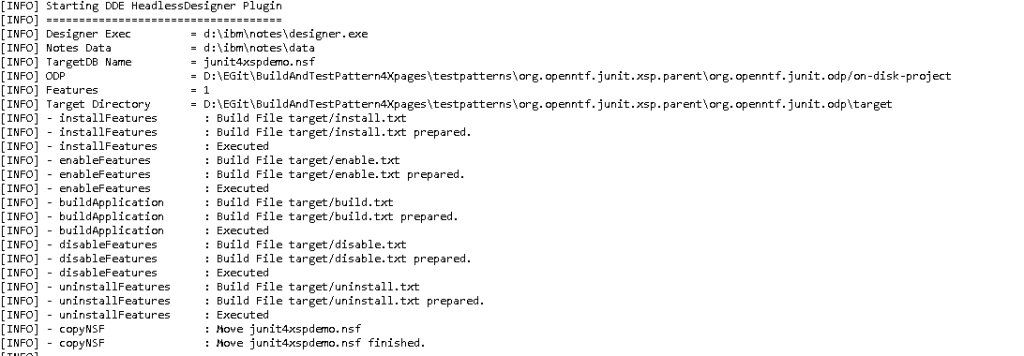 [INFO] Starting DDE HeadlessDesigner Plugin
[INFO] ====================================
[INFO] Designer Exec = d:\ibm\notes\designer.exe
[INFO] Notes Data = d:\ibm\notes\data
[INFO] TargetDB Name = junit4xspdemo.nsf
[INFO] ODP = D:\EGit\BuildAndTestPattern4Xpages\testpatterns\org.openntf.junit.xsp.parent\org.openntf.junit.odp/on-disk-project
[INFO] Features = 1
[INFO] Target Directory = D:\EGit\BuildAndTestPattern4Xpages\testpatterns\org.openntf.junit.xsp.parent\org.openntf.junit.odp\target
[INFO] - installFeatures : Build File target/install.txt
[INFO] - installFeatures : Build File target/install.txt prepared.
[INFO] - installFeatures : Executed
[INFO] - enableFeatures : Build File target/enable.txt
[INFO] - enableFeatures : Build File target/enable.txt prepared.
[INFO] - enableFeatures : Executed
[INFO] - buildApplication : Build File target/build.txt
[INFO] - buildApplication : Build File target/build.txt prepared.
[INFO] - buildApplication : Executed
[INFO] - disableFeatures : Build File target/disable.txt
[INFO] - disableFeatures : Build File target/disable.txt prepared.
[INFO] - disableFeatures : Executed
[INFO] - uninstallFeatures : Build File target/uninstall.txt
[INFO] - uninstallFeatures : Build File target/uninstall.txt prepared.
[INFO] - uninstallFeatures : Executed
[INFO] - copyNSF : Move junit4xspdemo.nsf
[INFO] - copyNSF : Move junit4xspdemo.nsf finished.